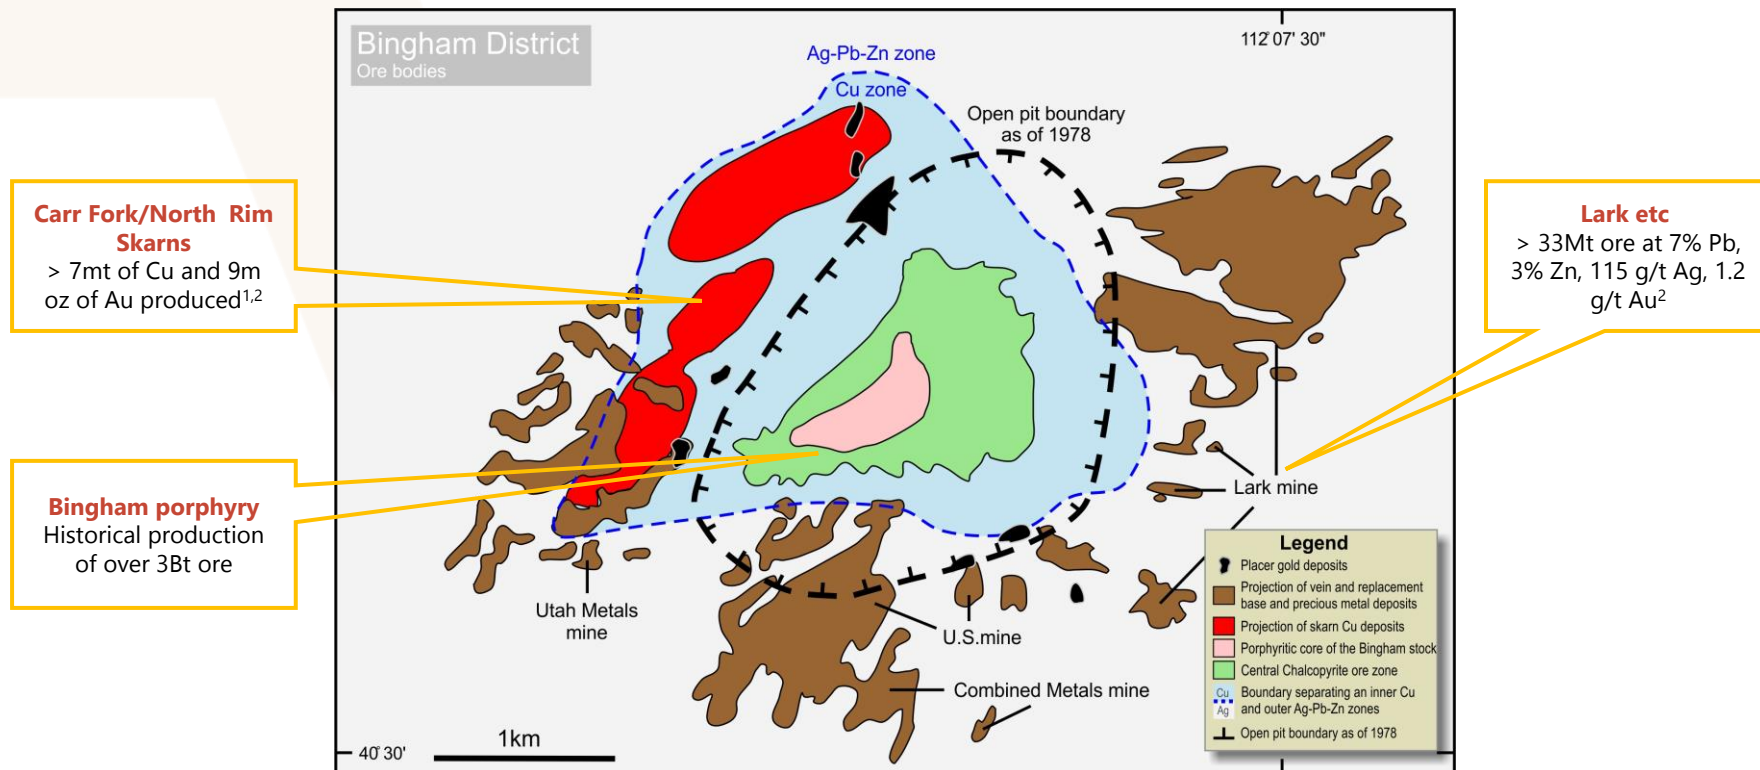 Bingham District
Ore bodies
Ag-Pb-Zn zone
Cu zone
112° 07' 30"
Open pit boundary
as of 1978
Carr Fork/North Rim
Skarns
> 7mt of Cu and 9m
oz of Au produced1,2
Lark etc
> 33Mt ore at 7% Pb,
3% Zn, 115 g/t Ag, 1.2
g/t Au2
Bingham porphyry
Historical production
of over 3Bt ore
Lark mine
Utah Metals
mine
U.S.mine
Combined Metals mine
40° 30'
1km
Legend
Placer gold deposits
Projection of vein and replacement
base and precious metal deposits
Projection of skarn Cu deposits
Porphyritic core of the Bingham stock
Central Chalcopyrite ore zone
Cu
Ag
Boundary separating an inner Cu
and outer Ag-Pb-Zn zones
Open pit boundary as of 1978